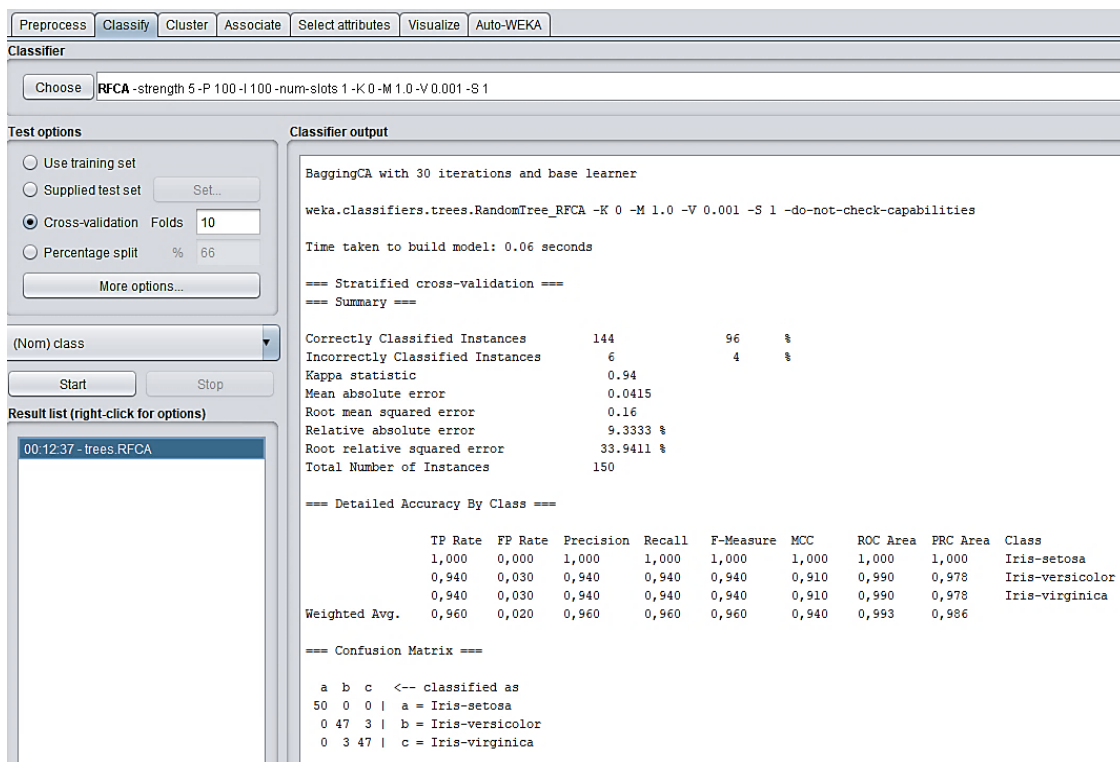 Preprocess Classify Cluster Associate Select attributes Visualize Auto-WEKA
Classifier
Choose RFCA -strength 5 -P 100 -I 100 -num-slots 1 -K 0 -M 1.0 -V 0.001 -S 1
Test options
Use training set
Supplied test set Set...
Cross-validation Folds 10
Percentage split % 66
More options...
(Nom) class
Start Stop
Result list (right-click for options)
00:12:37 - trees.RFCA
Classifier output
BaggingCA with 30 iterations and base learner
weka.classifiers.trees.RandomTree_RFCA -K 0 -M 1.0 -V 0.001 -S 1 -do-not-check-capabilities
Time taken to build model: 0.06 seconds
=== Stratified cross-validation ===
=== Summary ===
Correctly Classified Instances 144 96 %
Incorrectly Classified Instances 6 4 %
Kappa statistic 0.94
Mean absolute error 0.0415
Root mean squared error 0.16
Relative absolute error 9.3333 %
Root relative squared error 33.9411 %
Total Number of Instances 150
=== Detailed Accuracy By Class ===
TP Rate FP Rate Precision Recall F-Measure MCC ROC Area PRC Area Class
1,000 0,000 1,000 1,000 1,000 1,000 1,000 1,000 Iris-setosa
0,940 0,030 0,940 0,940 0,940 0,910 0,990 0,978 Iris-versicolor
0,940 0,030 0,940 0,940 0,940 0,910 0,990 0,978 Iris-virginica
Weighted Avg. 0,960 0,020 0,960 0,960 0,960 0,940 0,993 0,986
=== Confusion Matrix ===
a b c <-- classified as
50 0 0 | a = Iris-setosa
0 47 3 | b = Iris-versicolor
0 3 47 | c = Iris-virginica